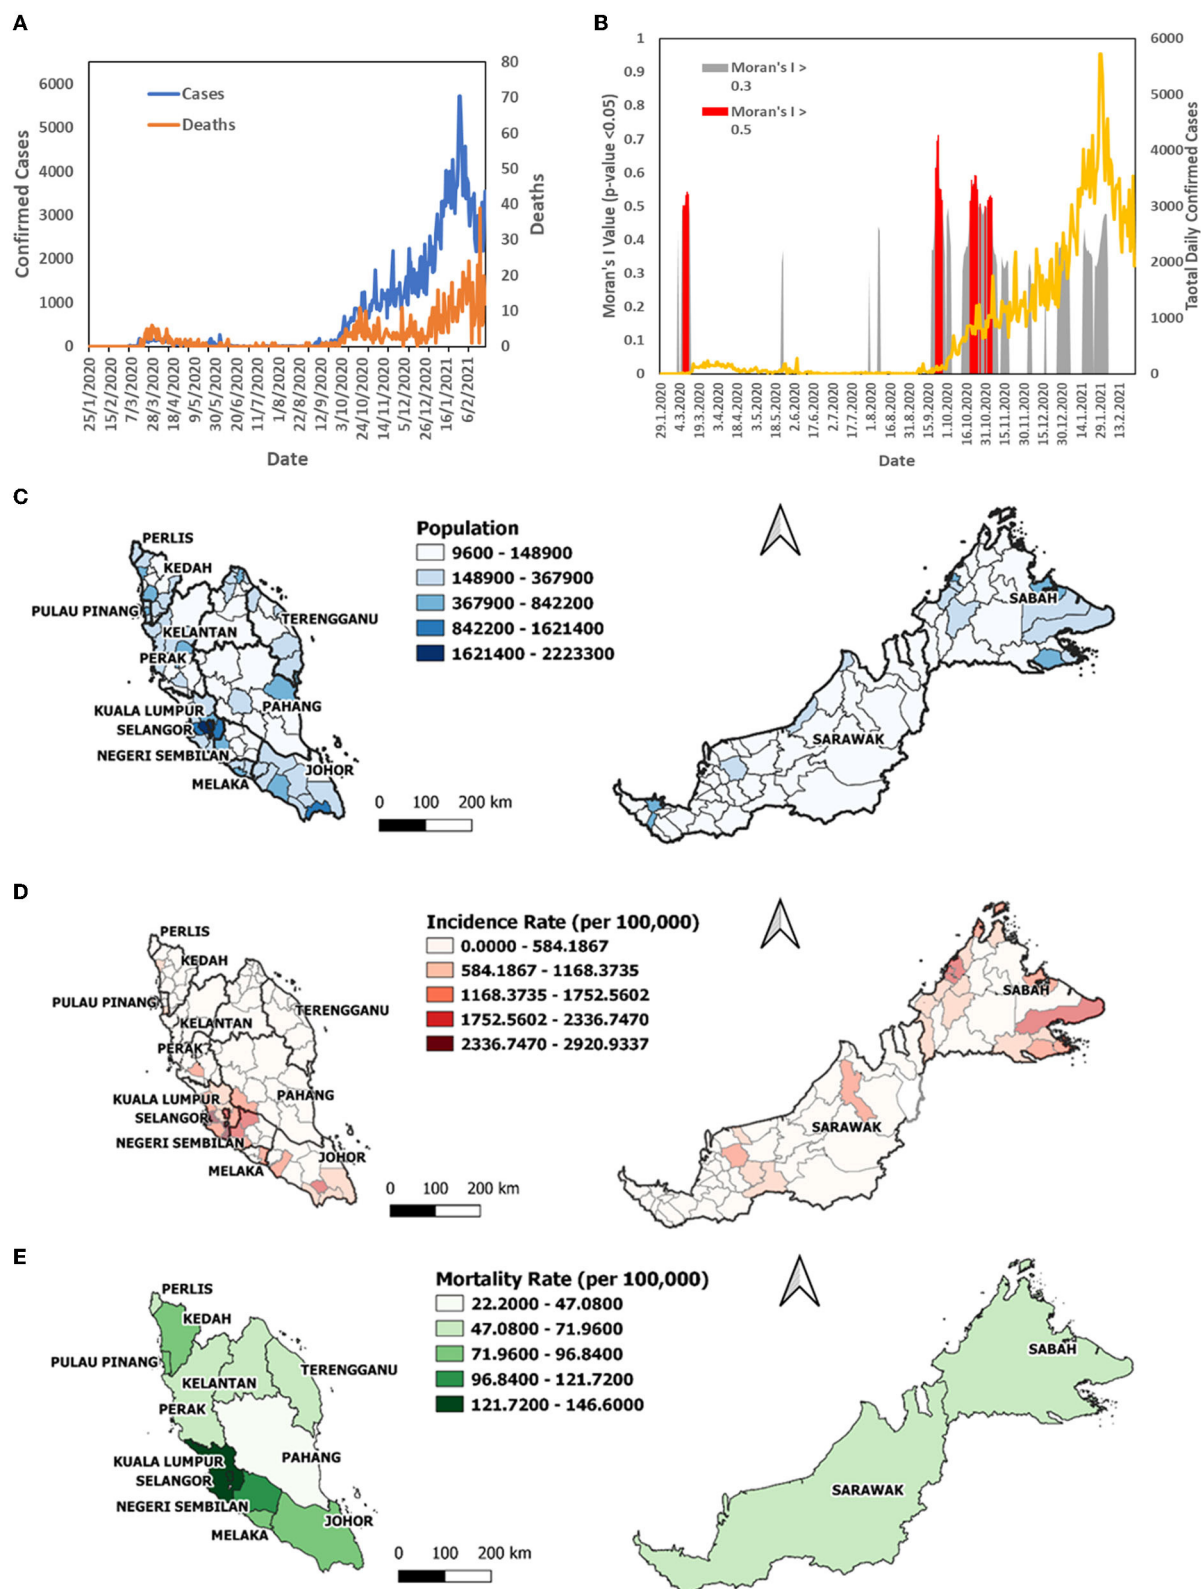 A
6000
5000
4000
3000
2000
1000
0
Confirmed Cases
Cases
Deaths
80
70
60
50
40
30
20
10
0
Deaths
25/1/2020
15/2/2020
7/3/2020
28/3/2020
18/4/2020
9/5/2020
30/5/2020
20/6/2020
11/7/2020
1/8/2020
22/8/2020
12/9/2020
3/10/2020
24/10/2020
14/11/2020
5/12/2020
26/12/2020
16/1/2021
6/2/2021
Date
B
1
0.9
0.8
0.7
0.6
0.5
0.4
0.3
0.2
0.1
0
Moran's I Value (p-value <0.05)
Moran's I >
0.3
Moran's I >
0.5
6000
5000
4000
3000
2000
1000
0
Taotal Daily Confirmed Cases
29.1.2020
4.3.2020
19.3.2020
3.4.2020
18.4.2020
3.5.2020
18.5.2020
2.6.2020
17.6.2020
2.7.2020
17.7.2020
1.8.2020
16.8.2020
31.8.2020
15.9.2020
1.10.2020
16.10.2020
31.10.2020
15.11.2020
30.11.2020
15.12.2020
30.12.2020
14.1.2021
29.1.2021
13.2.2021
Date
C
PERLIS
KEDAH
PULAU PINANG
KELANTAN
TERENGGANU
PERAK
KUALA LUMPUR
PAHANG
SELANGOR
NEGERI SEMBILAN
JOHOR
MELAKA
Population
9600 - 148900
148900 - 367900
367900 - 842200
842200 - 1621400
1621400 - 2223300
0 100 200 km
SABAH
SARAWAK
D
PERLIS
KEDAH
PULAU PINANG
KELANTAN
TERENGGANU
PERAK
KUALA LUMPUR
PAHANG
SELANGOR
NEGERI SEMBILAN
JOHOR
MELAKA
Incidence Rate (per 100,000)
0.0000 - 584.1867
584.1867 - 1168.3735
1168.3735 - 1752.5602
1752.5602 - 2336.7470
2336.7470 - 2920.9337
0 100 200 km
SABAH
SARAWAK
E
PERLIS
KEDAH
PULAU PINANG
KELANTAN
TERENGGANU
PERAK
KUALA LUMPUR
PAHANG
SELANGOR
NEGERI SEMBILAN
JOHOR
MELAKA
Mortality Rate (per 100,000)
22.2000 - 47.0800
47.0800 - 71.9600
71.9600 - 96.8400
96.8400 - 121.7200
121.7200 - 146.6000
0 100 200 km
SABAH
SARAWAK